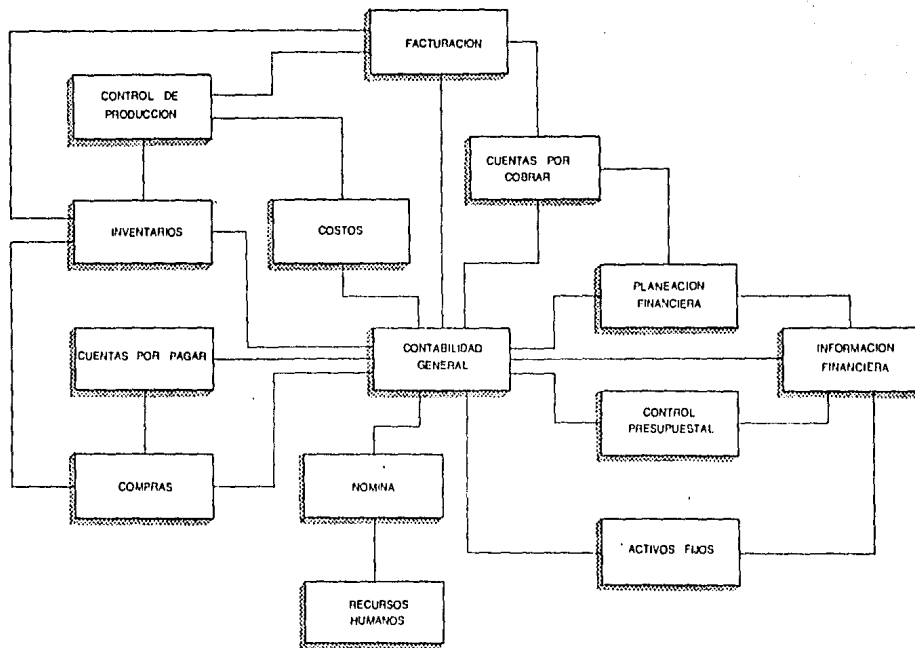 FACTURACION
CONTROL DE
PRODUCCION
CUENTAS POR
COBRAR
INVENTARIOS
COSTOS
PLANEACION
FINANCIERA
CUENTAS POR PAGAR
CONTABILIDAD
GENERAL
INFORMACION
FINANCIERA
CONTROL
PRESUPUESTAL
COMPRAS
NOMINA
ACTIVOS FIJOS
RECURSOS
HUMANOS